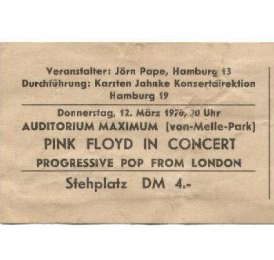 Veranstalter: Jörn Pape, Hamburg 13
Durchführung: Karsten Jahnke Konzertdirektion
Hamburg 19
Donnerstag, 12. März 1970, 20 Uhr
AUDITORIUM MAXIMUM (van-Melle-Park)
PINK FLOYD IN CONCERT
PROGRESSIVE POP FROM LONDON
Stehplatz DM 4.-